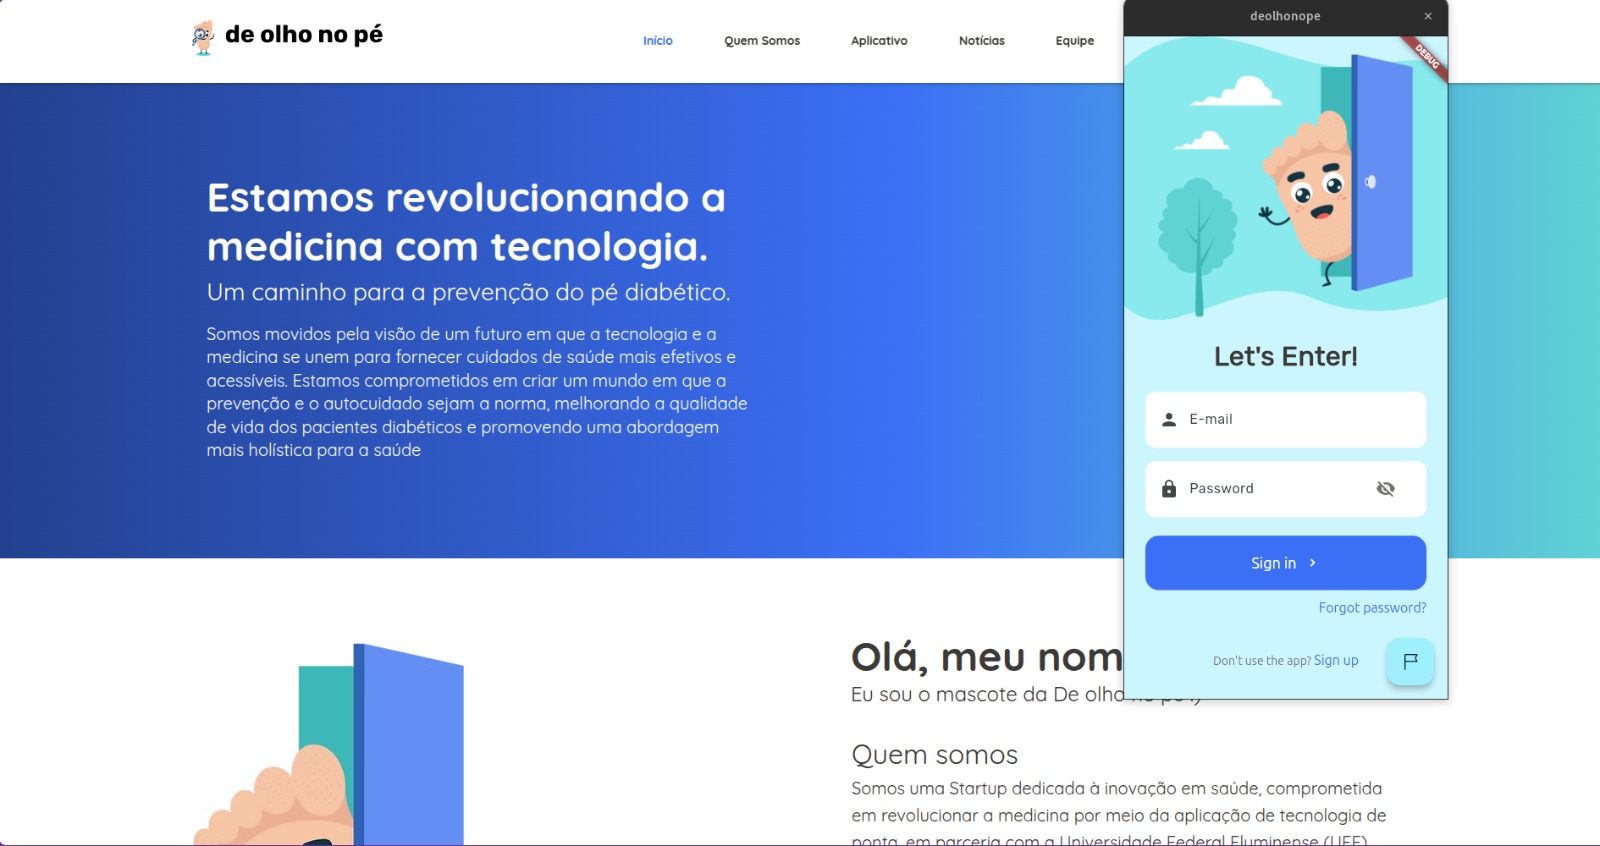 de olho no pé
Início
Quem Somos
Aplicativo
Notícias
Equipe
Estamos revolucionando a
medicina com tecnologia.
Um caminho para a prevenção do pé diabético.
Somos movidos pela visão de um futuro em que a tecnologia e a
medicina se unem para fornecer cuidados de saúde mais efetivos e
acessíveis. Estamos comprometidos em criar um mundo em que a
prevenção e o autocuidado sejam a norma, melhorando a qualidade
de vida dos pacientes diabéticos e promovendo uma abordagem
mais holística para a saúde
deolhonope
DEBUG
Let's Enter!
E-mail
Password
Sign in
Forgot password?
Don't use the app? Sign up
Olá, meu nom
Eu sou o mascote da De olho no pé :)
Quem somos
Somos uma Startup dedicada à inovação em saúde, comprometida
em revolucionar a medicina por meio da aplicação de tecnologia de
ponta, em parceria com a Universidade Federal Fluminense (UFF)